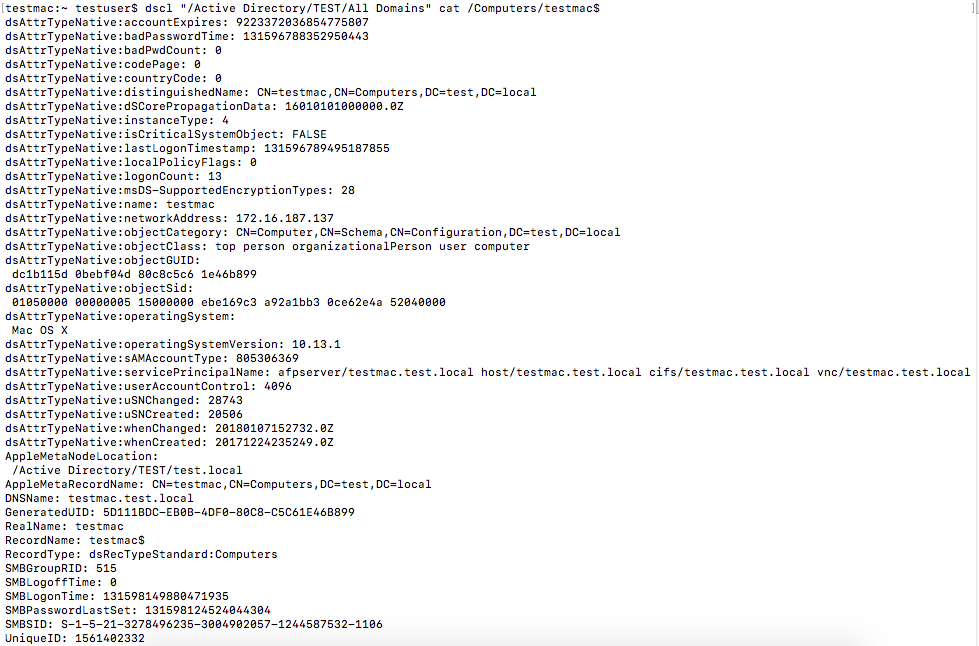 [testmac:~ testuser$ dscl "/Active Directory/TEST/All Domains" cat /Computers/testmac$ ]
dsAttrTypeNative:accountExpires: 9223372036854775807
dsAttrTypeNative:badPasswordTime: 131596788352950443
dsAttrTypeNative:badPwdCount: 0
dsAttrTypeNative:codePage: 0
dsAttrTypeNative:countryCode: 0
dsAttrTypeNative:distinguishedName: CN=testmac,CN=Computers,DC=test,DC=local
dsAttrTypeNative:dSCorePropagationData: 16010101000000.0Z
dsAttrTypeNative:instanceType: 4
dsAttrTypeNative:isCriticalSystemObject: FALSE
dsAttrTypeNative:lastLogonTimestamp: 131596789495187855
dsAttrTypeNative:localPolicyFlags: 0
dsAttrTypeNative:logonCount: 13
dsAttrTypeNative:msDS-SupportedEncryptionTypes: 28
dsAttrTypeNative:name: testmac
dsAttrTypeNative:networkAddress: 172.16.187.137
dsAttrTypeNative:objectCategory: CN=Computer,CN=Schema,CN=Configuration,DC=test,DC=local
dsAttrTypeNative:objectClass: top person organizationalPerson user computer
dsAttrTypeNative:objectGUID:
 dc1b115d 0bebf04d 80c8c5c6 1e46b899
dsAttrTypeNative:objectSid:
 01050000 00000005 15000000 ebe169c3 a92a1bb3 0ce62e4a 52040000
dsAttrTypeNative:operatingSystem:
 Mac OS X
dsAttrTypeNative:operatingSystemVersion: 10.13.1
dsAttrTypeNative:sAMAccountType: 805306369
dsAttrTypeNative:servicePrincipalName: afpserver/testmac.test.local host/testmac.test.local cifs/testmac.test.local vnc/testmac.test.local
dsAttrTypeNative:userAccountControl: 4096
dsAttrTypeNative:uSNChanged: 28743
dsAttrTypeNative:uSNCreated: 20506
dsAttrTypeNative:whenChanged: 20180107152732.0Z
dsAttrTypeNative:whenCreated: 20171224235249.0Z
AppleMetaNodeLocation:
 /Active Directory/TEST/test.local
AppleMetaRecordName: CN=testmac,CN=Computers,DC=test,DC=local
DNSName: testmac.test.local
GeneratedUID: 5D111BDC-EB0B-4DF0-80C8-C5C61E46B899
RealName: testmac
RecordName: testmac$
RecordType: dsRecTypeStandard:Computers
SMBGroupRID: 515
SMBLogoffTime: 0
SMBLogonTime: 131598149880471935
SMBPasswordLastSet: 131598124524044304
SMBSID: S-1-5-21-3278496235-3004902057-1244587532-1106
UniqueID: 1561402332